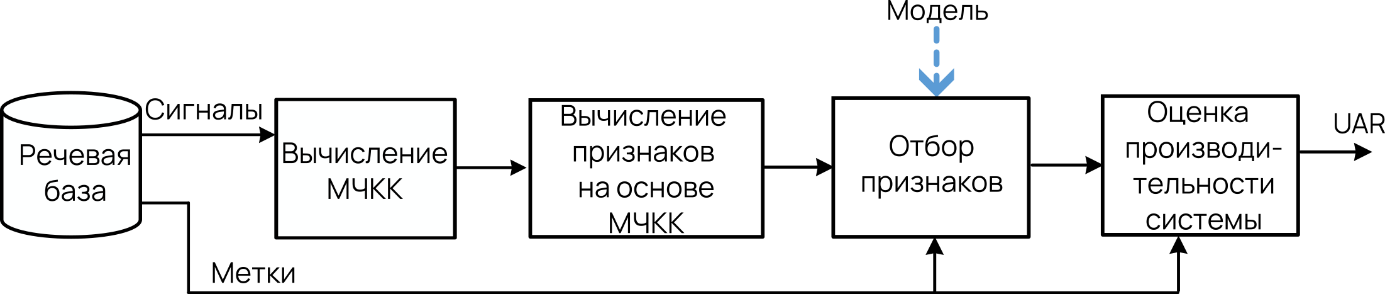 Модель
Сигналы
Речевая
база
Вычисление
МЧКК
Вычисление
признаков
на основе
МЧКК
Отбор
признаков
Оценка
производи-
тельности
системы
UAR
Метки